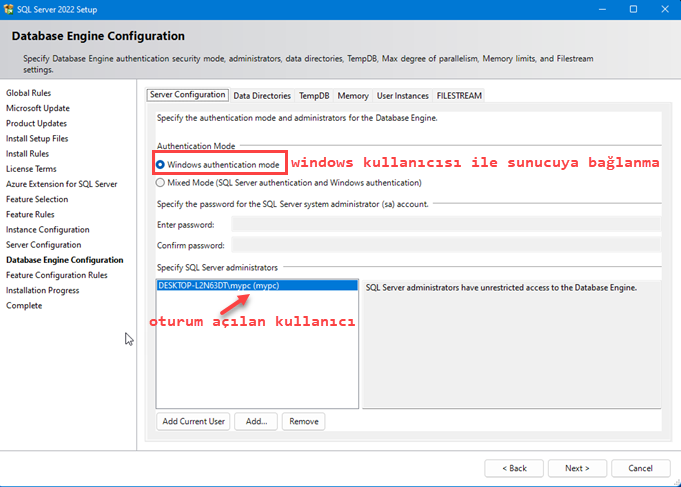 SQL Server 2022 Setup
Database Engine Configuration
Specify Database Engine authentication security mode, administrators, data directories, TempDB, Max degree of parallelism, Memory limits, and Filestream
settings.
Global Rules
Microsoft Update
Product Updates
Install Setup Files
Install Rules
License Terms
Azure Extension for SQL Server
Feature Selection
Feature Rules
Instance Configuration
Server Configuration
Database Engine Configuration
Feature Configuration Rules
Installation Progress
Complete
Server Configuration Data Directories TempDB Memory User Instances FILESTREAM
Specify the authentication mode and administrators for the Database Engine.
Authentication Mode
Windows authentication mode windows kullanıcısı ile sunucuya bağlanma
Mixed Mode (SQL Server authentication and Windows authentication)
Specify the password for the SQL Server system administrator (sa) account.
Enter password:
Confirm password:
Specify SQL Server administrators
DESKTOP-L2N63DT\mypc (mypc)
SQL Server administrators have unrestricted access to the Database Engine.
oturum açılan kullanıcı
Add Current User Add... Remove
< Back Next > Cancel